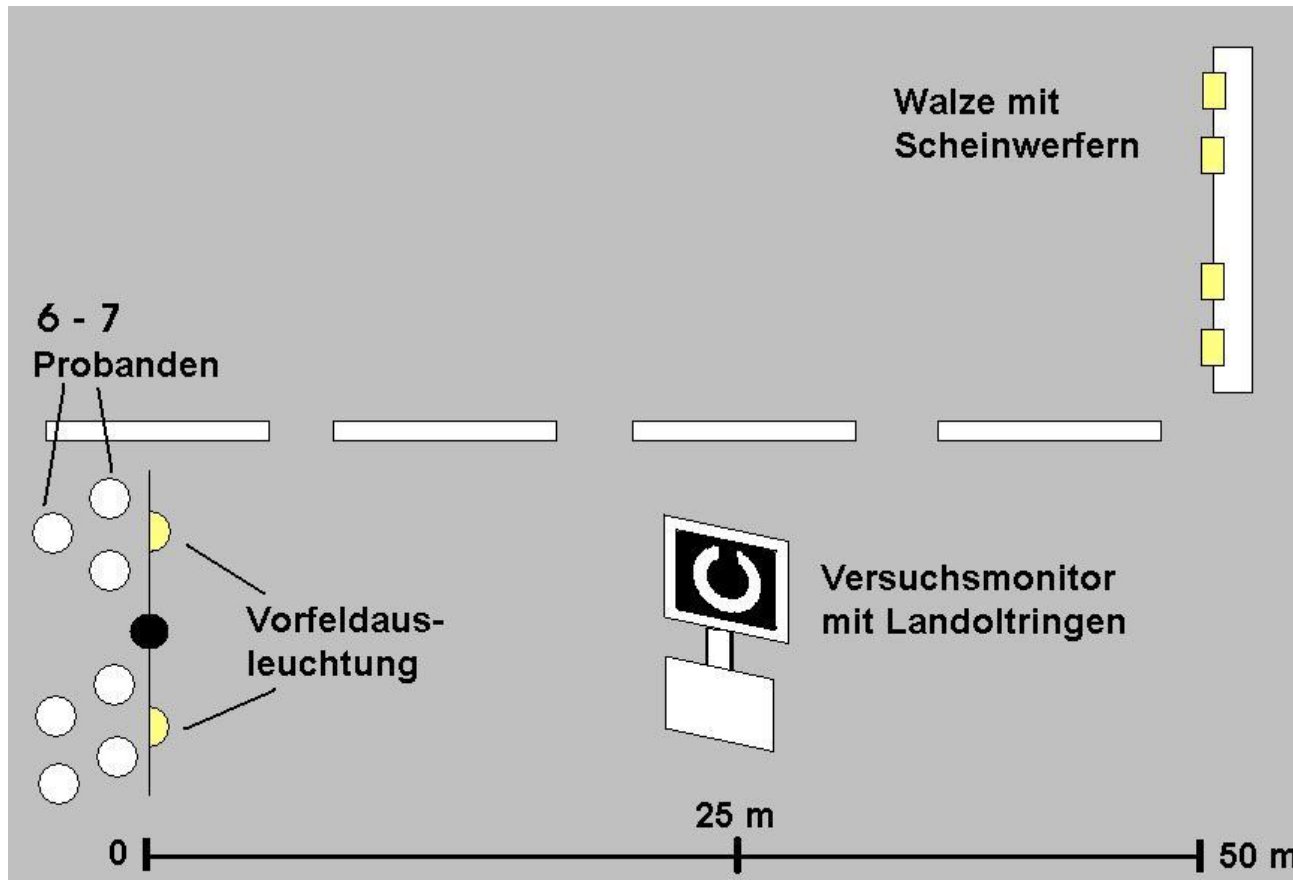 Walze mit
Scheinwerfern
6 - 7
Probanden
Vorfeldaus-
leuchtung
Versuchsmonitor
mit Landoltringen
25 m
0
50 m